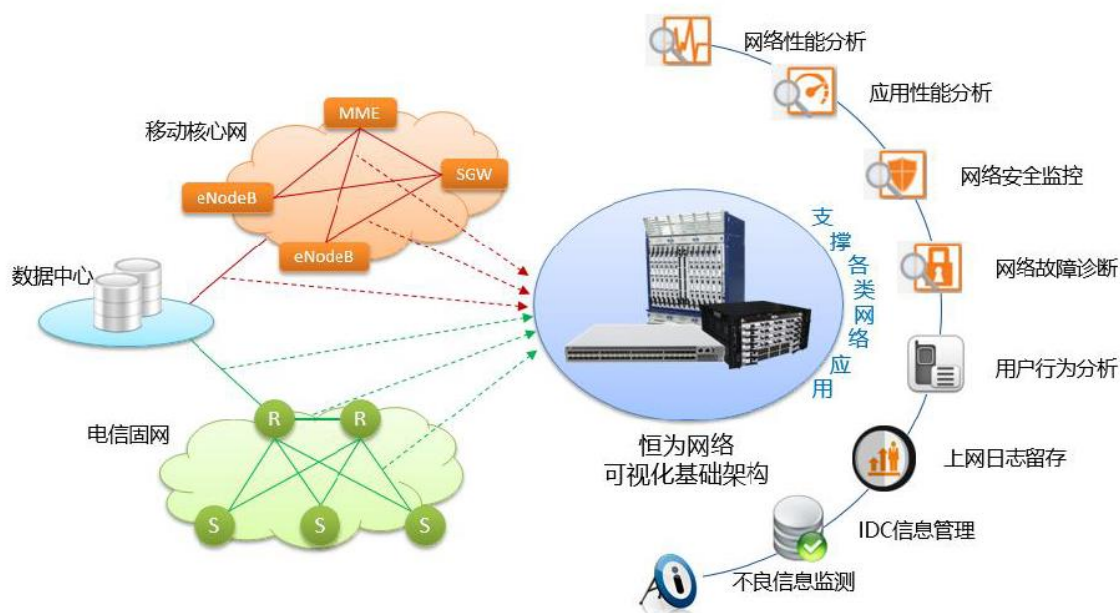 网络性能分析
应用性能分析
网络安全监控
网络故障诊断
用户行为分析
上网日志留存
IDC信息管理
不良信息监测
移动核心网
MME
SGW
eNodeB
eNodeB
数据中心
电信固网
R
R
S
S
S
支撑各类网络应用
恒为网络
可视化基础架构